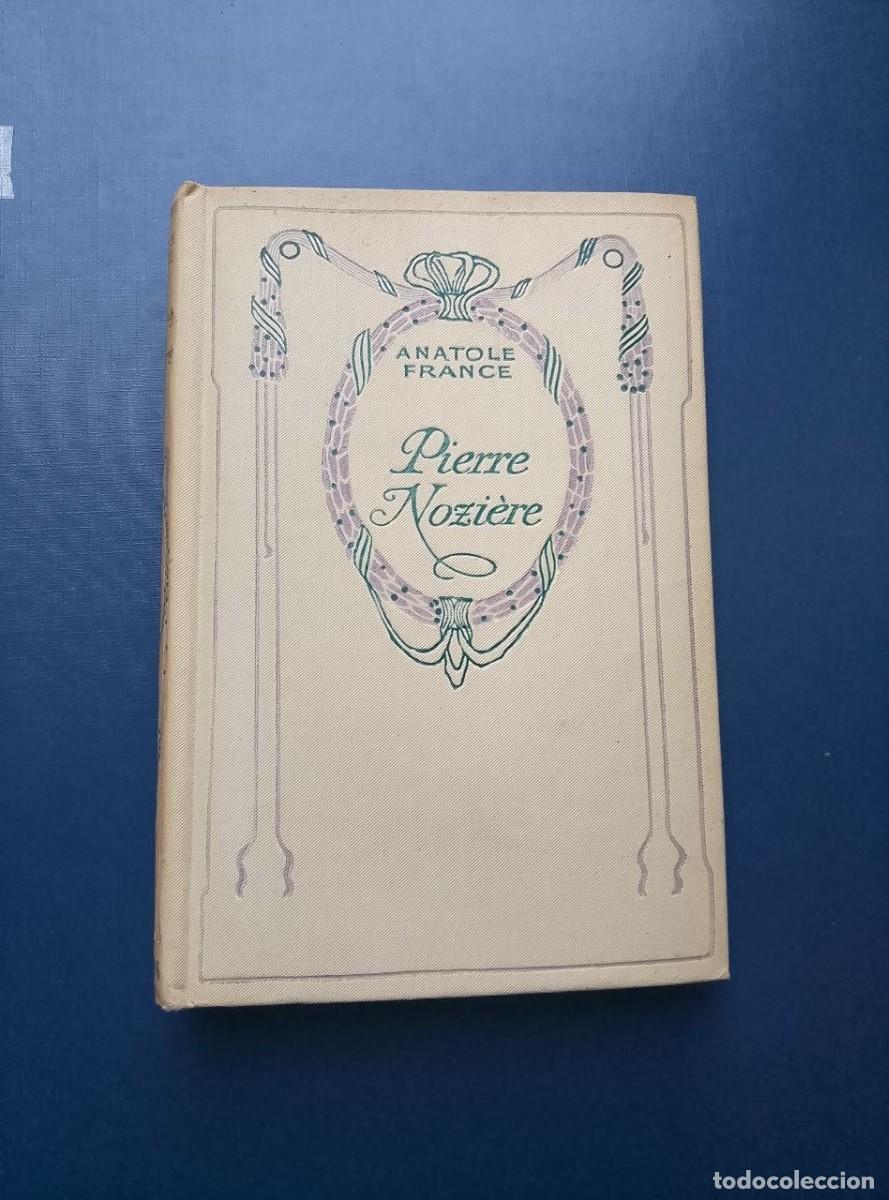 ANATOLE
FRANCE
Pierre
Nozière
todocoleccion